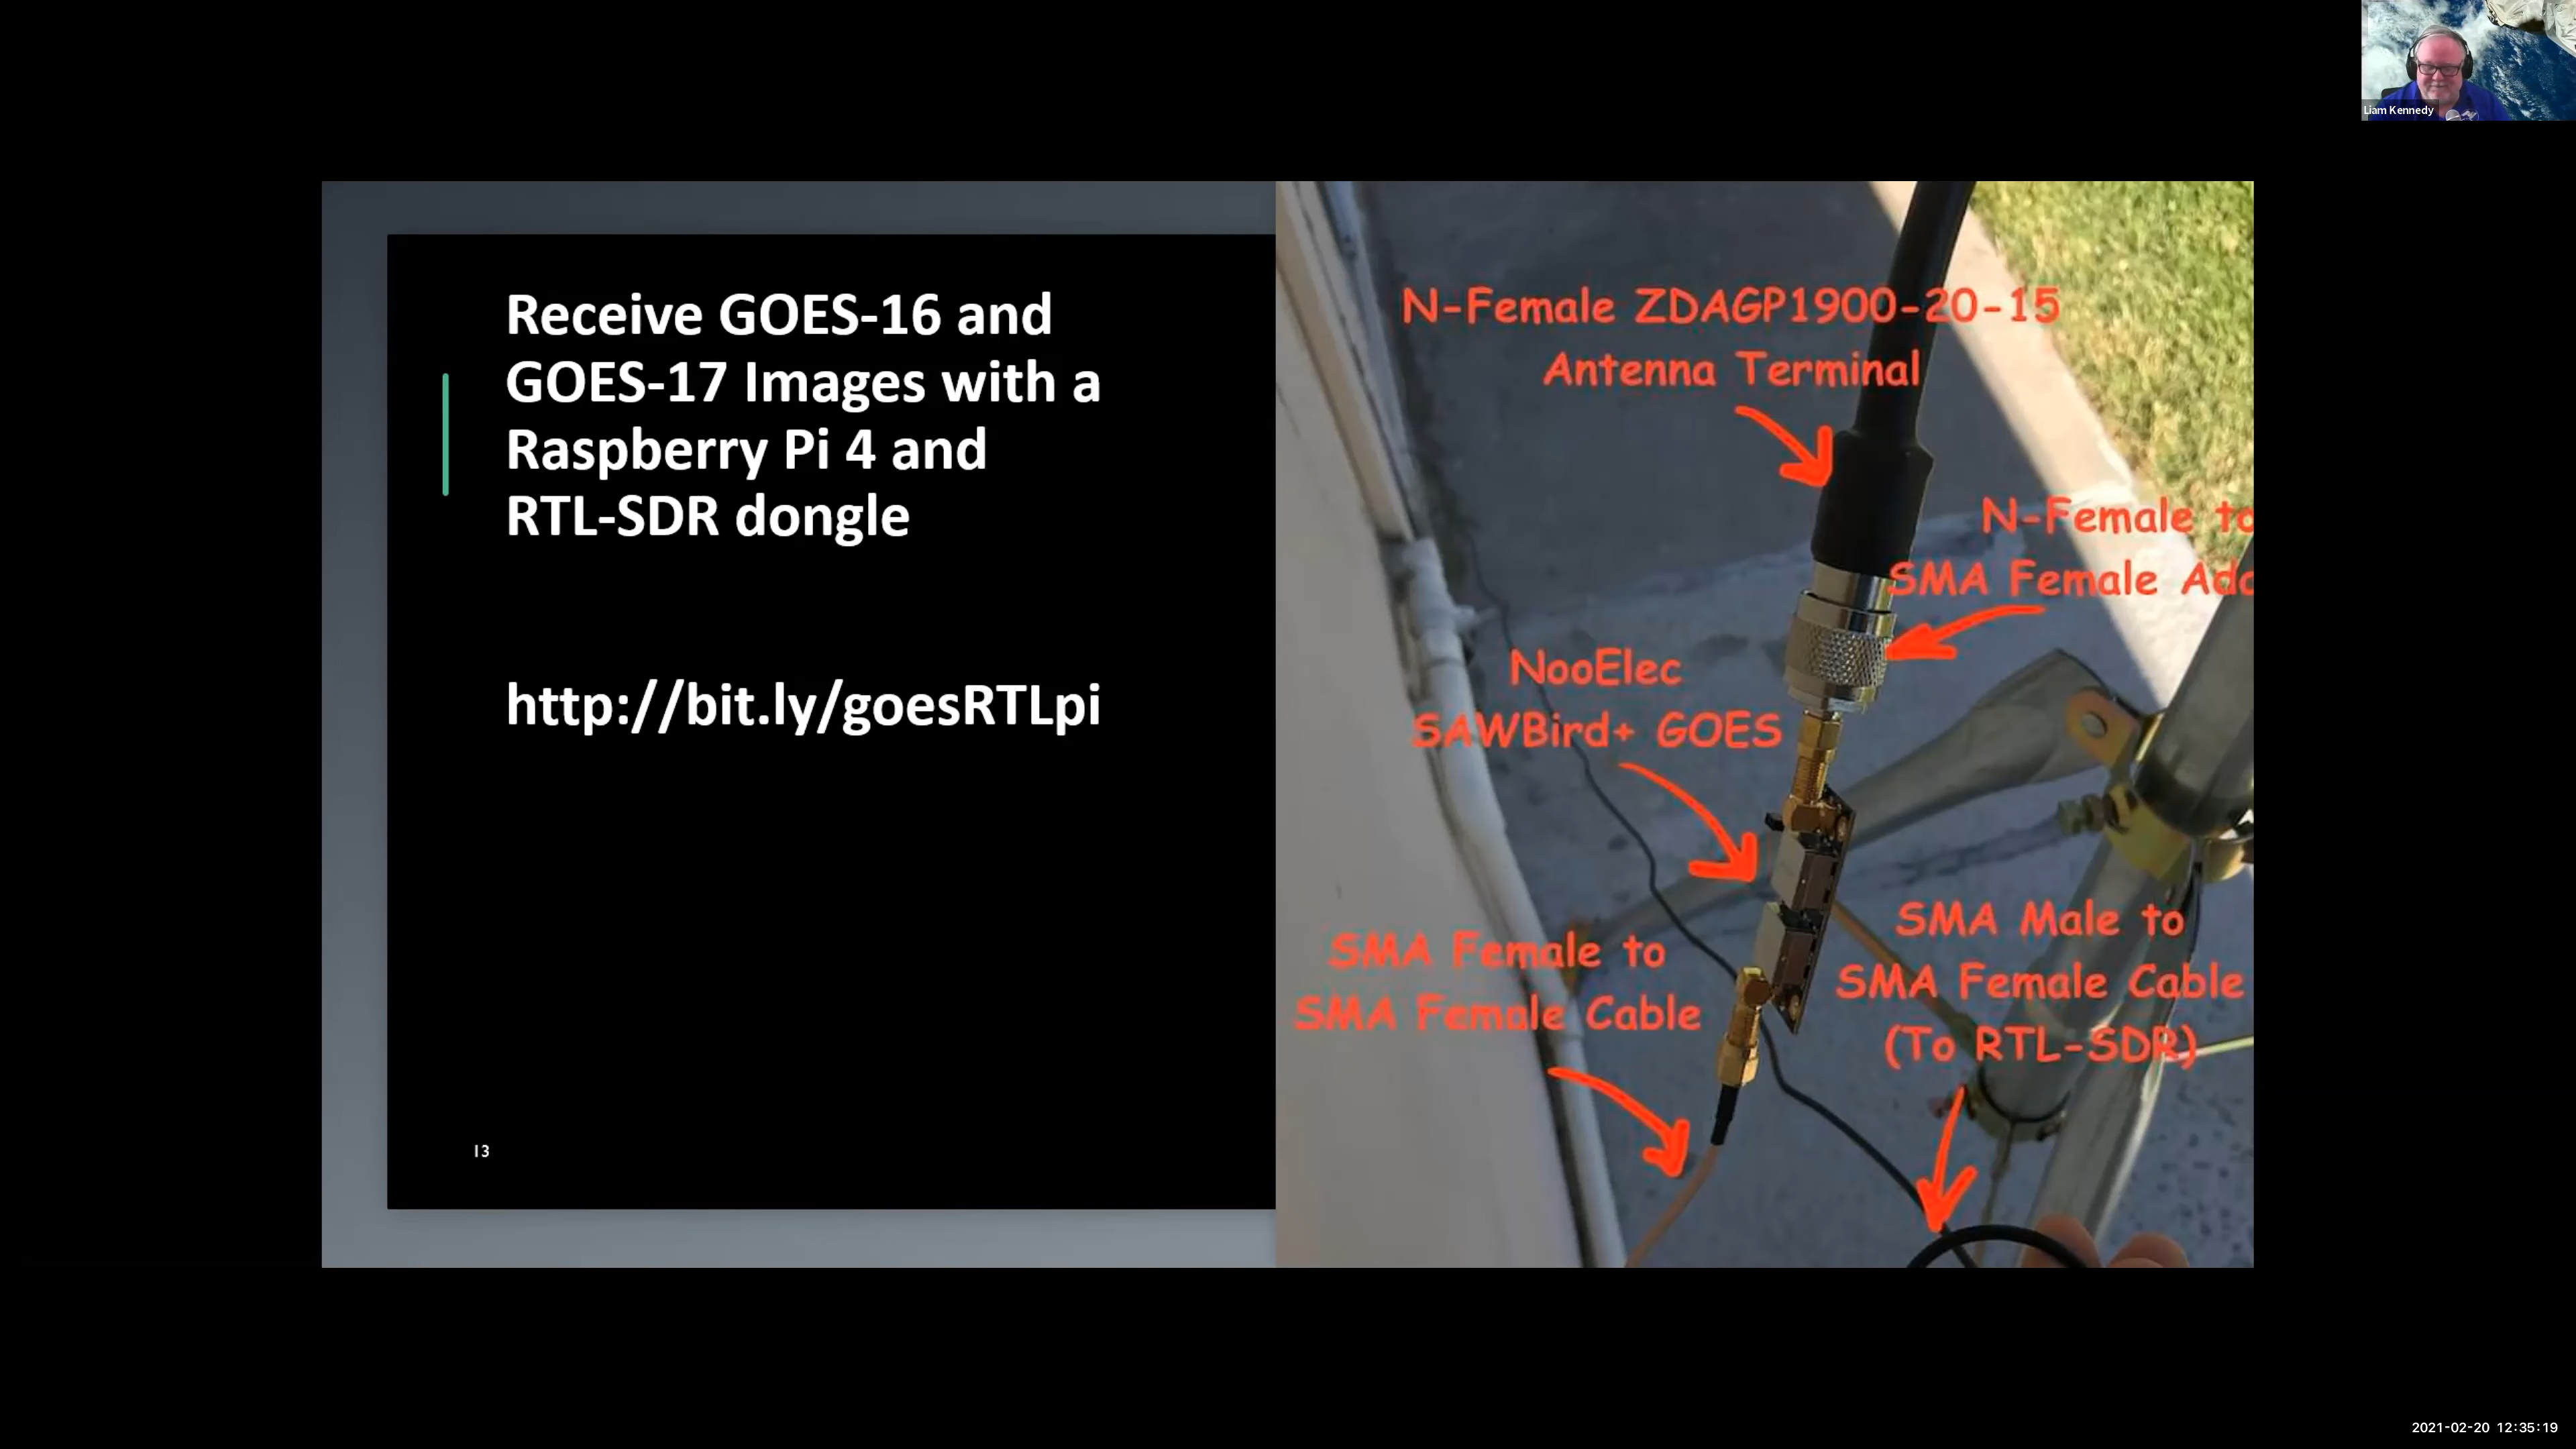 Liam Kennedy
Receive GOES-16 and
GOES-17 Images with a
Raspberry Pi 4 and
RTL-SDR dongle
http://bit.ly/goesRTLpi
13
N-Female ZDAGP1900-20-15
Antenna Terminal
N-Female to
SMA Female Ada
NooElec
SAWBird+ GOES
SMA Female to
SMA Female Cable
SMA Male to
SMA Female Cable
(To RTL-SDR)
2021-02-20 12:35:19